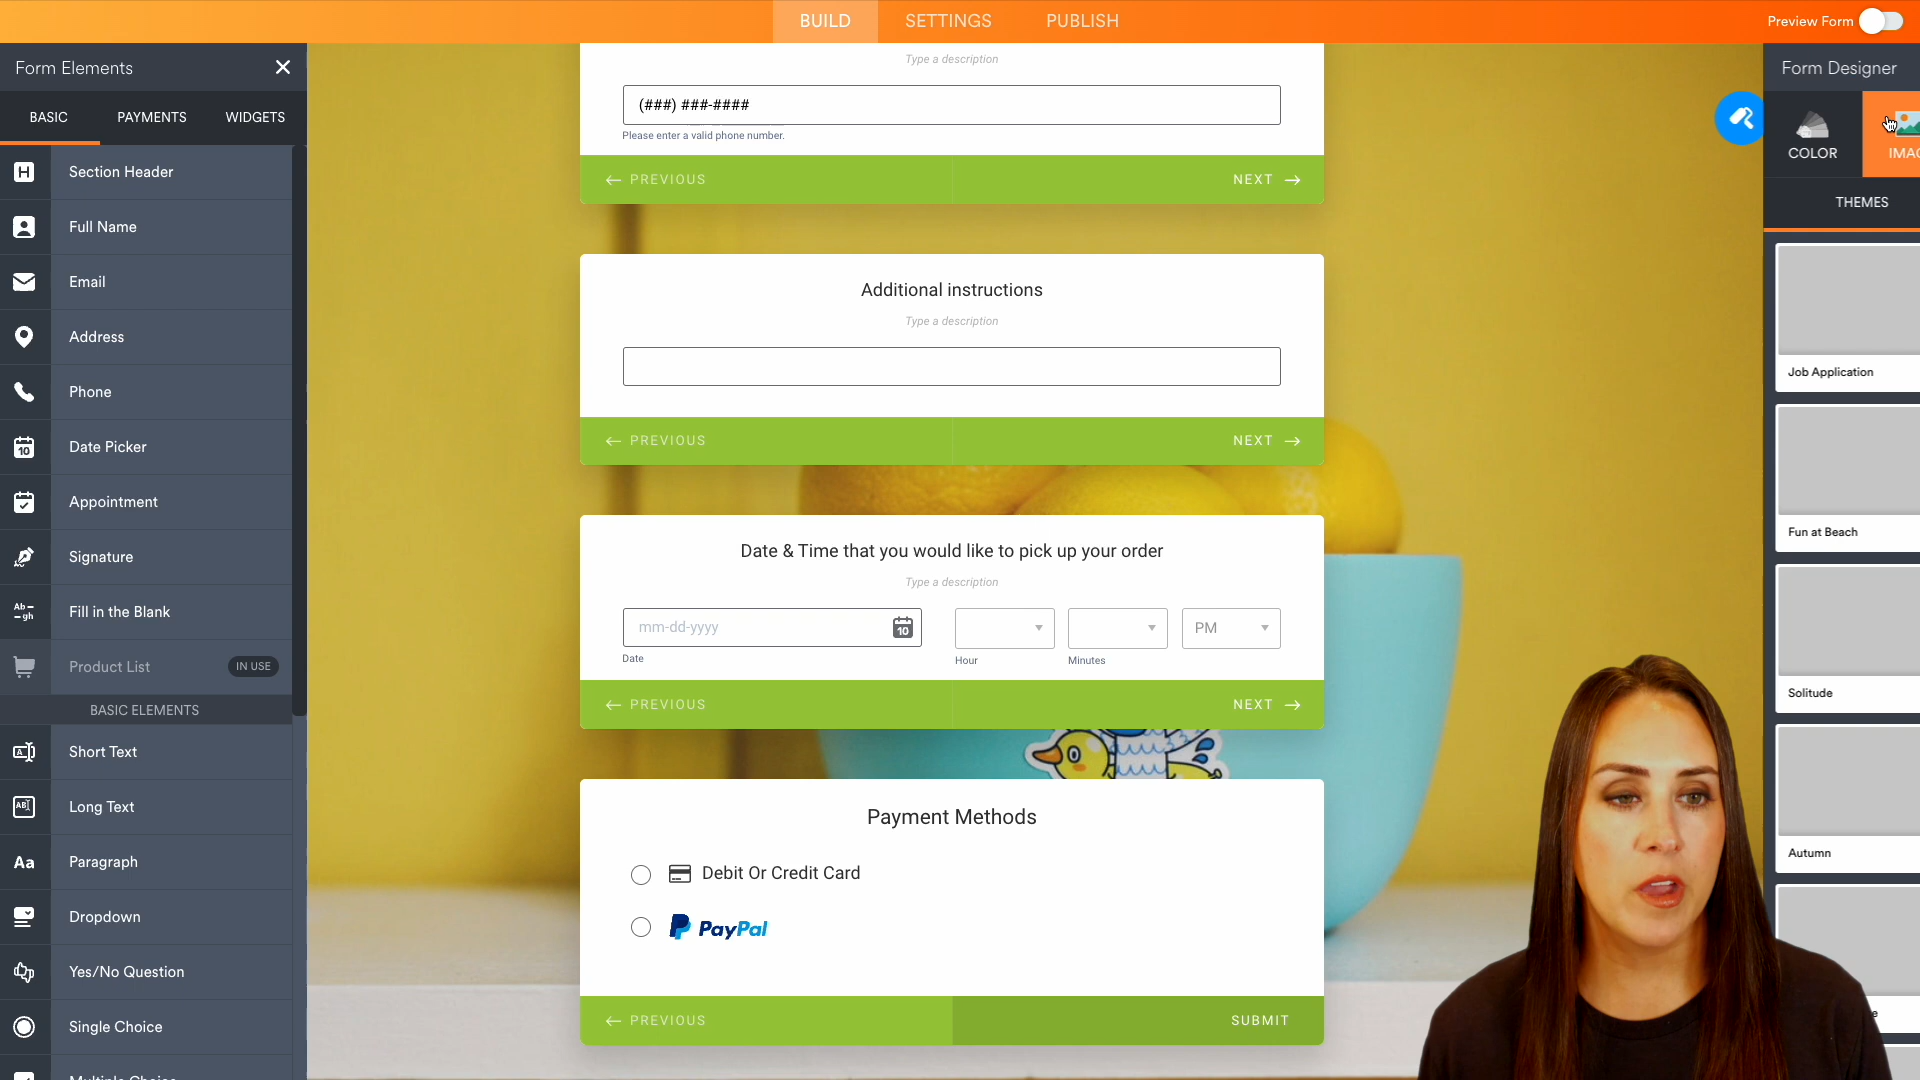 BUILD
SETTINGS
PUBLISH
Preview Form
Form Elements
BASIC
PAYMENTS
WIDGETS
Section Header
Full Name
Email
Address
Phone
10
Date Picker
Appointment
Signature
Fill in the Blank
Product List
IN USE
BASIC ELEMENTS
Short Text
Long Text
Aa
Paragraph
Dropdown
Yes/No Question
Single Choice
Type a description
(###) ###-####
Please enter a valid phone number.
PREVIOUS
NEXT
Additional instructions
Type a description
PREVIOUS
NEXT
Date & Time that you would like to pick up your order
Type a description
mm-dd-yyyy
10
PM
Date
Hour
Minutes
PREVIOUS
NEXT
Payment Methods
Debit Or Credit Card
PayPal
PREVIOUS
SUBMIT
Form Designer
COLOR
IMAG
THEMES
Job Application
Fun at Beach
Solitude
Autumn